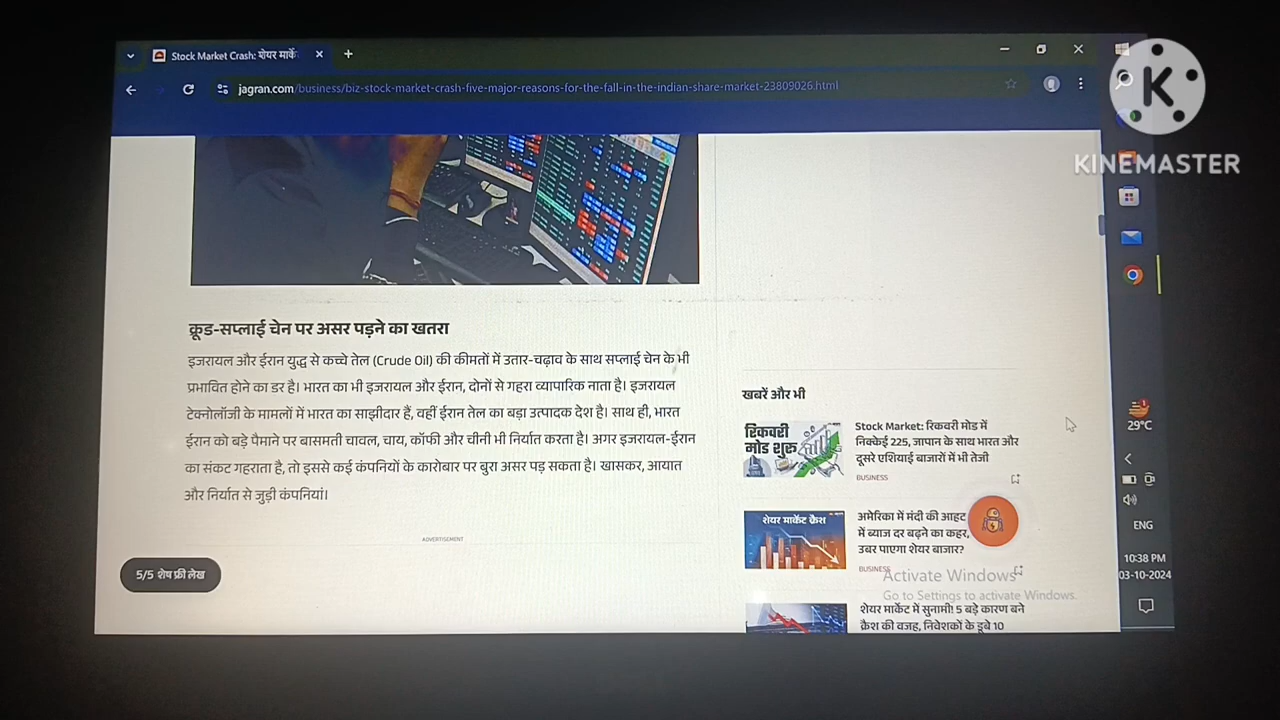 Stock Market Crash: शेयर मार्के
jagran.com/business/biz-stock-market-crash-five-major-reasons-for-the-fall-in-the-indian-share-market-23809026.html
K
KINEMASTER
क्रूड-सप्लाई चेन पर असर पड़ने का खतरा
इजरायल और ईरान युद्ध से कच्चे तेल (Crude Oil) की कीमतों में उतार-चढ़ाव के साथ सप्लाई चेन के भी
प्रभावित होने का डर है। भारत का भी इजरायल और ईरान, दोनों से गहरा व्यापारिक नाता है। इजरायल
टेक्नोलॉजी के मामलों में भारत का साझीदार हैं, वहीं ईरान तेल का बड़ा उत्पादक देश है। साथ ही, भारत
ईरान को बड़े पैमाने पर बासमती चावल, चाय, कॉफी और चीनी भी निर्यात करता है। अगर इजरायल-ईरान
का संकट गहराता है, तो इससे कई कंपनियों के कारोबार पर बुरा असर पड़ सकता है। खासकर, आयात
और निर्यात से जुड़ी कंपनियां।
ADVERTISEMENT
5/5 शेष फ्री लेख
खबरें और भी
रिकवरी
मोड शुरू
Stock Market: रिकवरी मोड में
निक्केई 225, जापान के साथ भारत और
दूसरे एशियाई बाजारों में भी तेजी
BUSINESS
शेयर मार्केट क्रैश
अमेरिका में मंदी की आहट
में ब्याज दर बढ़ने का कहर,
उबर पाएगा शेयर बाजार?
BUSINESS
शेयर मार्केट में सुनामी! 5 बड़े कारण बने
क्रैश की वजह, निवेशकों के डूबे 10
Activate Windows
Go to Settings to activate Windows.
29°C
ENG
10:38 PM
03-10-2024